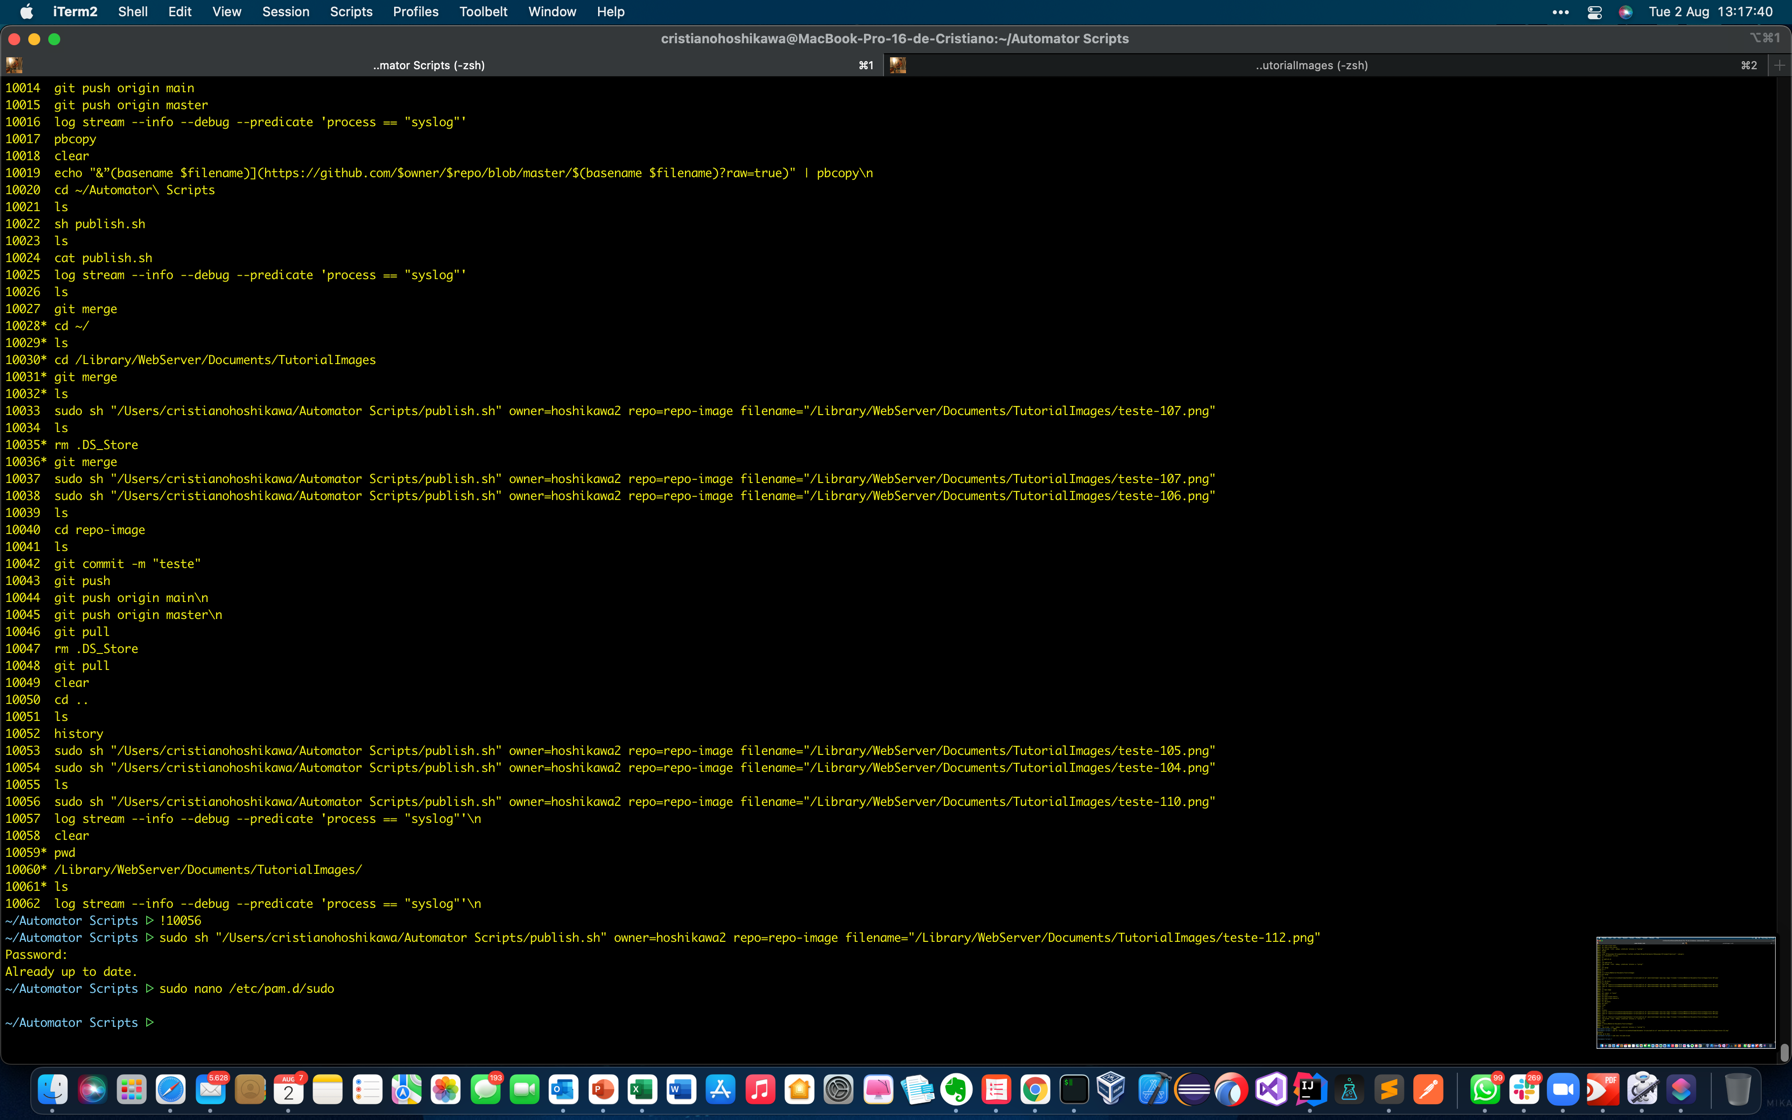 iTerm2 Shell Edit View Session Scripts Profiles Toolbelt Window Help Tue 2 Aug 13:17:40
cristianohoshikawa@MacBook-Pro-16-de-Cristiano:~/Automator Scripts ⌥⌘1
..mator Scripts (-zsh) ⌘1 ..utorialImages (-zsh) ⌘2
10014 git push origin main
10015 git push origin master
10016 log stream --info --debug --predicate 'process == "syslog"'
10017 pbcopy
10018 clear
10019 echo "&”(basename $filename)](https://github.com/$owner/$repo/blob/master/$(basename $filename)?raw=true)" | pbcopy\n
10020 cd ~/Automator\ Scripts
10021 ls
10022 sh publish.sh
10023 ls
10024 cat publish.sh
10025 log stream --info --debug --predicate 'process == "syslog"'
10026 ls
10027 git merge
10028* cd ~/
10029* ls
10030* cd /Library/WebServer/Documents/TutorialImages
10031* git merge
10032* ls
10033 sudo sh "/Users/cristianohoshikawa/Automator Scripts/publish.sh" owner=hoshikawa2 repo=repo-image filename="/Library/WebServer/Documents/TutorialImages/teste-107.png"
10034 ls
10035* rm .DS_Store
10036* git merge
10037 sudo sh "/Users/cristianohoshikawa/Automator Scripts/publish.sh" owner=hoshikawa2 repo=repo-image filename="/Library/WebServer/Documents/TutorialImages/teste-107.png"
10038 sudo sh "/Users/cristianohoshikawa/Automator Scripts/publish.sh" owner=hoshikawa2 repo=repo-image filename="/Library/WebServer/Documents/TutorialImages/teste-106.png"
10039 ls
10040 cd repo-image
10041 ls
10042 git commit -m "teste"
10043 git push
10044 git push origin main\n
10045 git push origin master\n
10046 git pull
10047 rm .DS_Store
10048 git pull
10049 clear
10050 cd ..
10051 ls
10052 history
10053 sudo sh "/Users/cristianohoshikawa/Automator Scripts/publish.sh" owner=hoshikawa2 repo=repo-image filename="/Library/WebServer/Documents/TutorialImages/teste-105.png"
10054 sudo sh "/Users/cristianohoshikawa/Automator Scripts/publish.sh" owner=hoshikawa2 repo=repo-image filename="/Library/WebServer/Documents/TutorialImages/teste-104.png"
10055 ls
10056 sudo sh "/Users/cristianohoshikawa/Automator Scripts/publish.sh" owner=hoshikawa2 repo=repo-image filename="/Library/WebServer/Documents/TutorialImages/teste-110.png"
10057 log stream --info --debug --predicate 'process == "syslog"'\n
10058 clear
10059* pwd
10060* /Library/WebServer/Documents/TutorialImages/
10061* ls
10062 log stream --info --debug --predicate 'process == "syslog"'\n
~/Automator Scripts ▷ !10056
~/Automator Scripts ▷ sudo sh "/Users/cristianohoshikawa/Automator Scripts/publish.sh" owner=hoshikawa2 repo=repo-image filename="/Library/WebServer/Documents/TutorialImages/teste-112.png"
Password:
Already up to date.
~/Automator Scripts ▷ sudo nano /etc/pam.d/sudo
~/Automator Scripts ▷
5.628 AUG 7 2 193 99 269 PDF